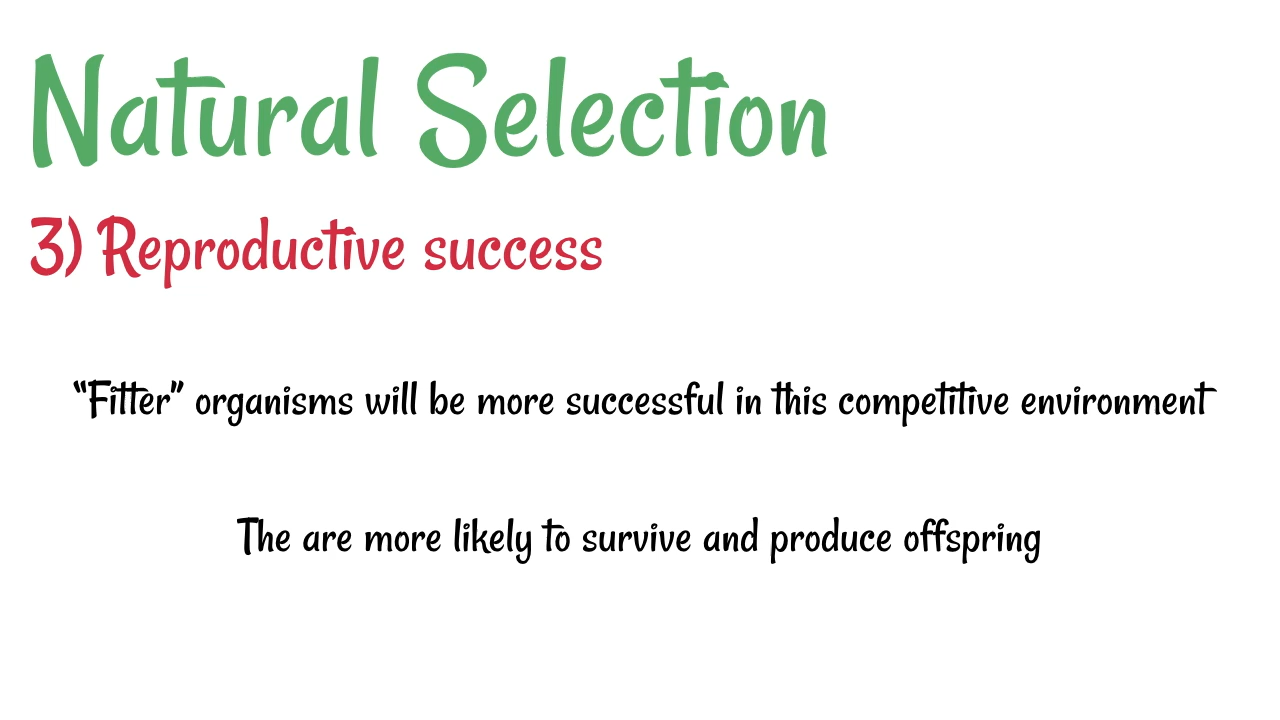 Natural Selection
3) Reproductive success
“Fitter” organisms will be more successful in this competitive environment
The are more likely to survive and produce offspring